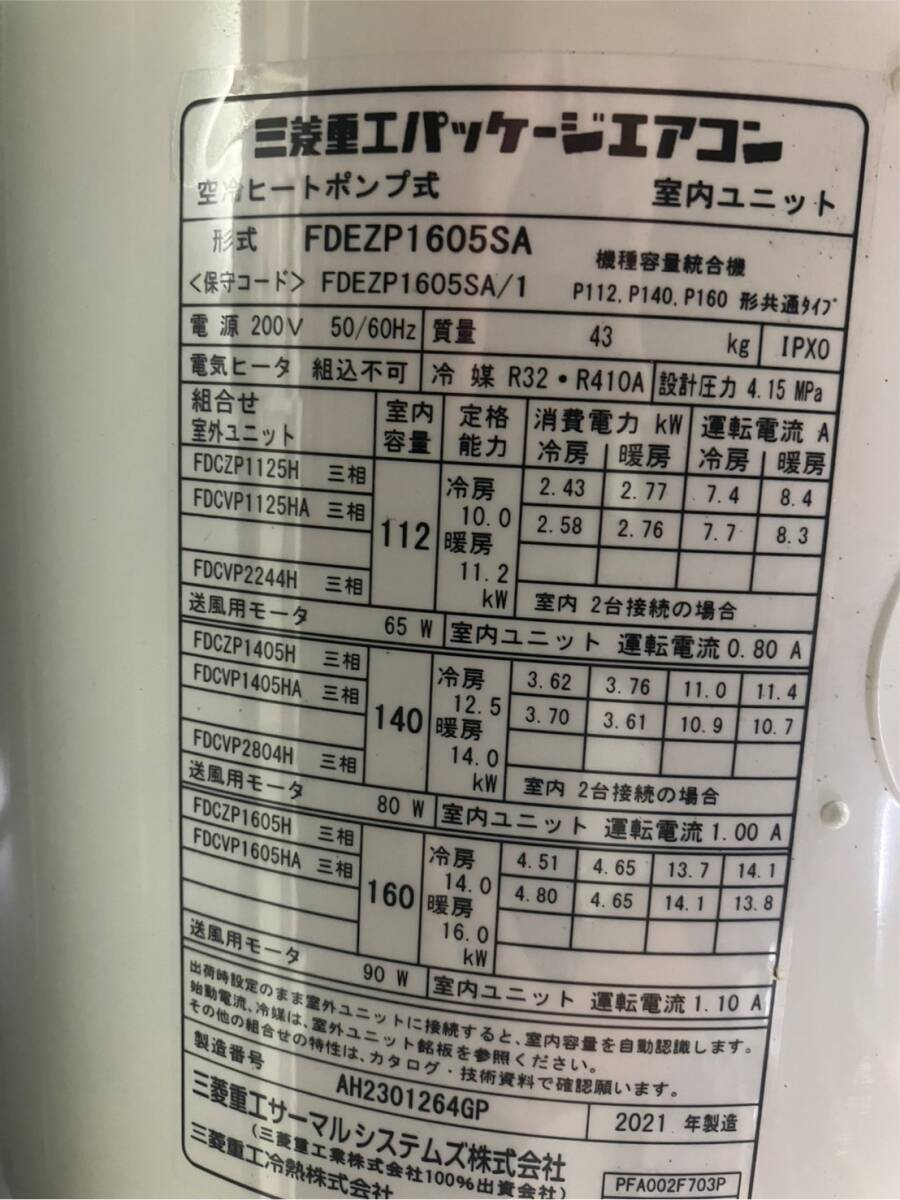 三菱重工パッケージエアコン
空冷ヒートポンプ式 室内ユニット
形式 FDEZP1605SA
<保守コード> FDEZP1605SA/1
機種容量統合機
P112, P140, P160 形共通ﾀｲﾌﾟ
電源 200V 50/60Hz 質量 43 kg IPX0
電気ヒータ 組込不可 冷媒 R32・R410A 設計圧力 4.15 MPa
組合せ 室外ユニット 室内容量 定格能力 消費電力 kW 運転電流 A
冷房 暖房 冷房 暖房
FDCZP1125H 三相 2.43 2.77 7.4 8.4
FDCVP1125HA 三相 2.58 2.76 7.7 8.3
112 冷房 10.0 暖房 11.2 kW
FDCVP2244H 三相 室内 2台接続の場合
送風用モータ 65 W 室内ユニット 運転電流 0.80 A
FDCZP1405H 三相 3.62 3.76 11.0 11.4
FDCVP1405HA 三相 3.70 3.61 10.9 10.7
140 冷房 12.5 暖房 14.0 kW
FDCVP2804H 三相 室内 2台接続の場合
送風用モータ 80 W 室内ユニット 運転電流 1.00 A
FDCZP1605H 三相 4.51 4.65 13.7 14.1
FDCVP1605HA 三相 4.80 4.65 14.1 13.8
160 冷房 14.0 暖房 16.0 kW
送風用モータ 90 W 室内ユニット 運転電流 1.10 A
出荷時設定のまま室外ユニットに接続すると、室内容量を自動認識します。
始動電流、冷媒は、室外ユニット銘板を参照ください。
その他の組合せの特性は、カタログ・技術資料で確認願います。
製造番号 AH2301264GP 2021 年製造
三菱重工サーマルシステムズ株式会社
(三菱重工業株式会社100%出資会社)
三菱重工冷熱株式会社
PFA002F703P